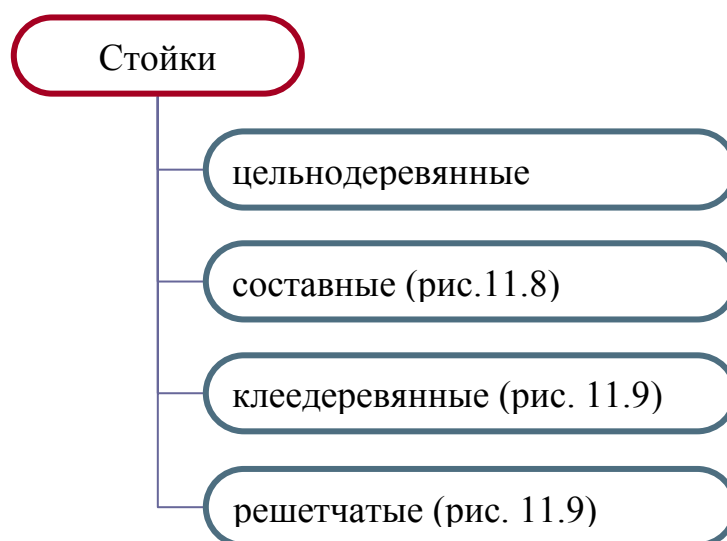 Стойки
цельнодеревянные
составные (рис.11.8)
клеедеревянные (рис. 11.9)
решетчатые (рис. 11.9)